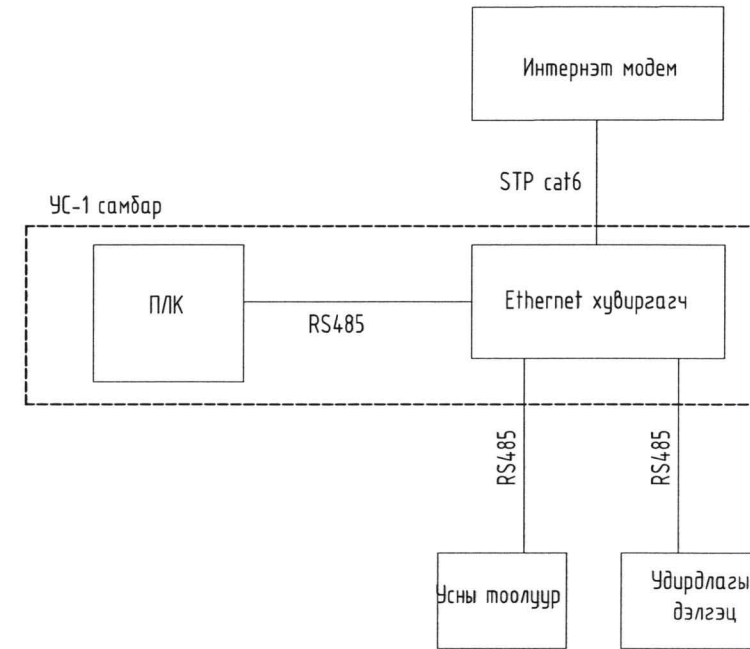 Интернэт модем
STP cat6
УС-1 самбар
ПЛК
RS485
Ethernet хувиргагч
RS485
RS485
Усны тоолуур
Удирдлагы
дэлгэц